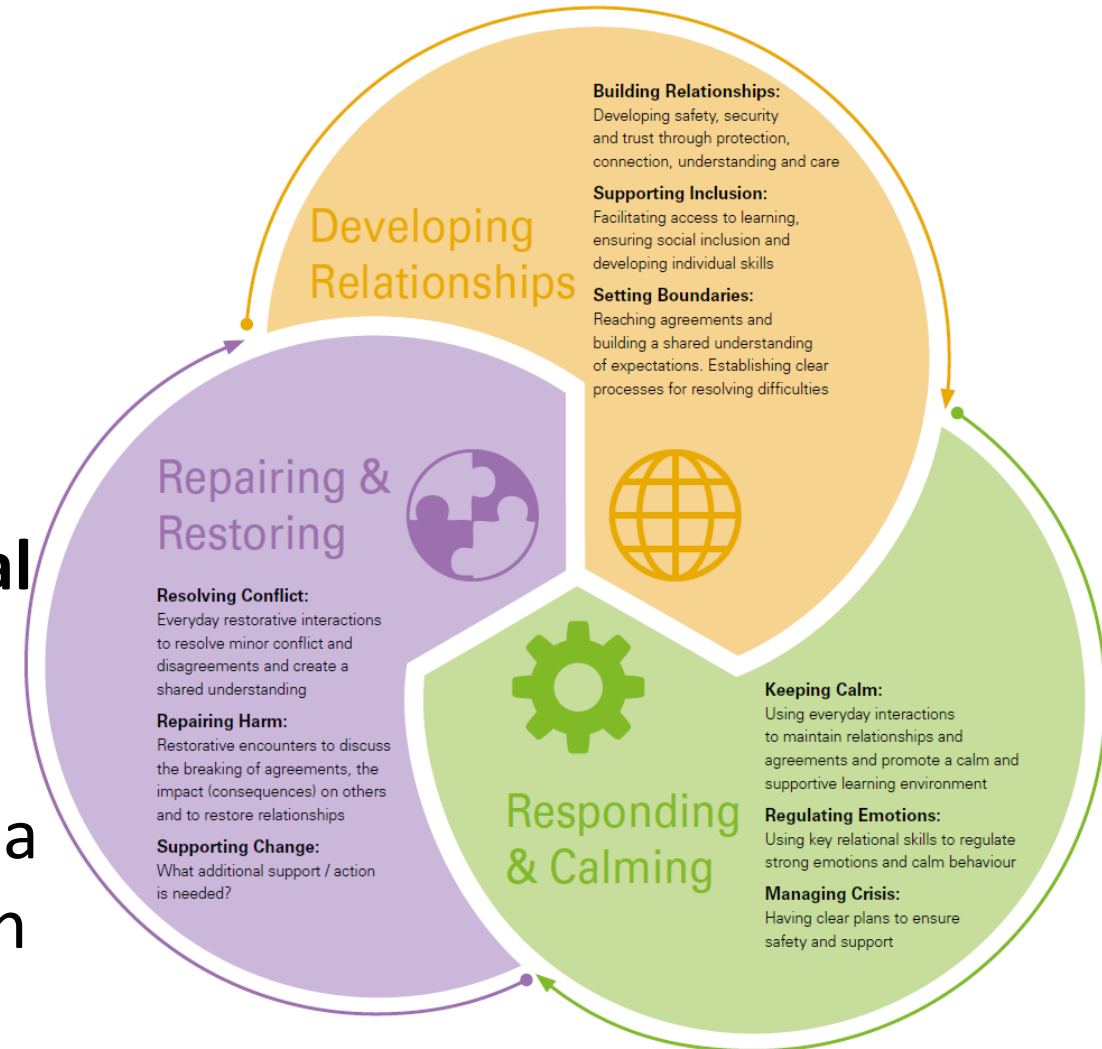 Developing
Relationships
Building Relationships:
Developing safety, security
and trust through protection,
connection, understanding and care
Supporting Inclusion:
Facilitating access to learning,
ensuring social inclusion and
developing individual skills
Setting Boundaries:
Reaching agreements and
building a shared understanding
of expectations. Establishing clear
processes for resolving difficulties
Responding
& Calming
Keeping Calm:
Using everyday interactions
to maintain relationships and
agreements and promote a calm and
supportive learning environment
Regulating Emotions:
Using key relational skills to regulate
strong emotions and calm behaviour
Managing Crisis:
Having clear plans to ensure
safety and support
Repairing &
Restoring
Resolving Conflict:
Everyday restorative interactions
to resolve minor conflict and
disagreements and create a
shared understanding
Repairing Harm:
Restorative encounters to discuss
the breaking of agreements, the
impact (consequences) on others
and to restore relationships
Supporting Change:
What additional support / action
is needed?
al
a
n